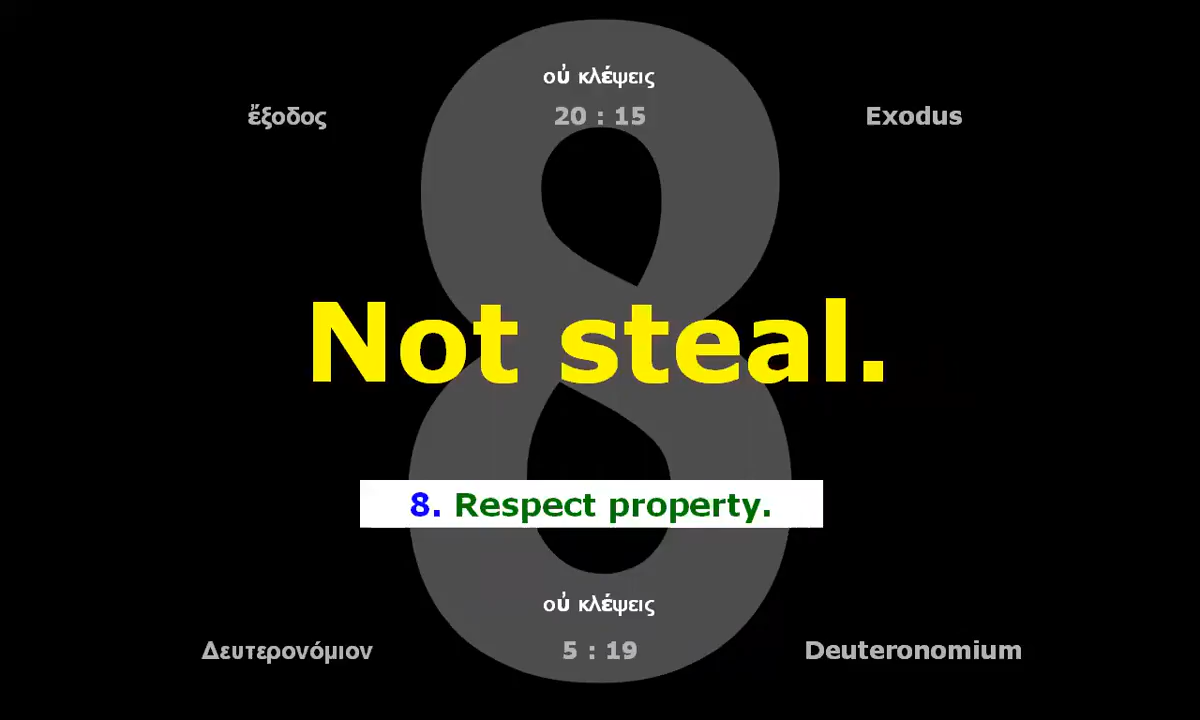 8
οὐ κλέψεις
ἔξοδος 20 : 15 Exodus
Not steal.
8. Respect property.
οὐ κλέψεις
Δευτερονόμιον 5 : 19 Deuteronomium